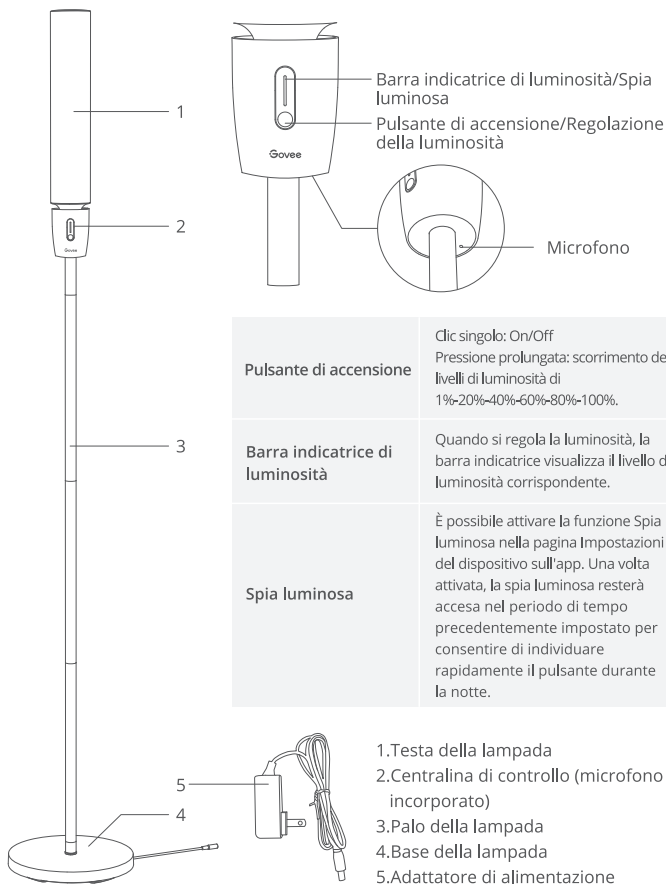 1
2
3
Govee
Barra indicatrice di luminosità/Spia
luminosa
Pulsante di accensione/Regolazione
della luminosità
Govee
Microfono
Pulsante di accensione
Clic singolo: On/Off
Pressione prolungata: scorrimento de
livelli di luminosità di
1%-20%-40%-60%-80%-100%.
Barra indicatrice di
luminosità
Quando si regola la luminosità, la
barra indicatrice visualizza il livello d
luminosità corrispondente.
Spia luminosa
È possibile attivare la funzione Spia
luminosa nella pagina Impostazioni
del dispositivo sull'app. Una volta
attivata, la spia luminosa resterà
accesa nel periodo di tempo
precedentemente impostato per
consentire di individuare
rapidamente il pulsante durante
la notte.
5
4
1.Testa della lampada
2.Centralina di controllo (microfono
incorporato)
3.Palo della lampada
4.Base della lampada
5.Adattatore di alimentazione